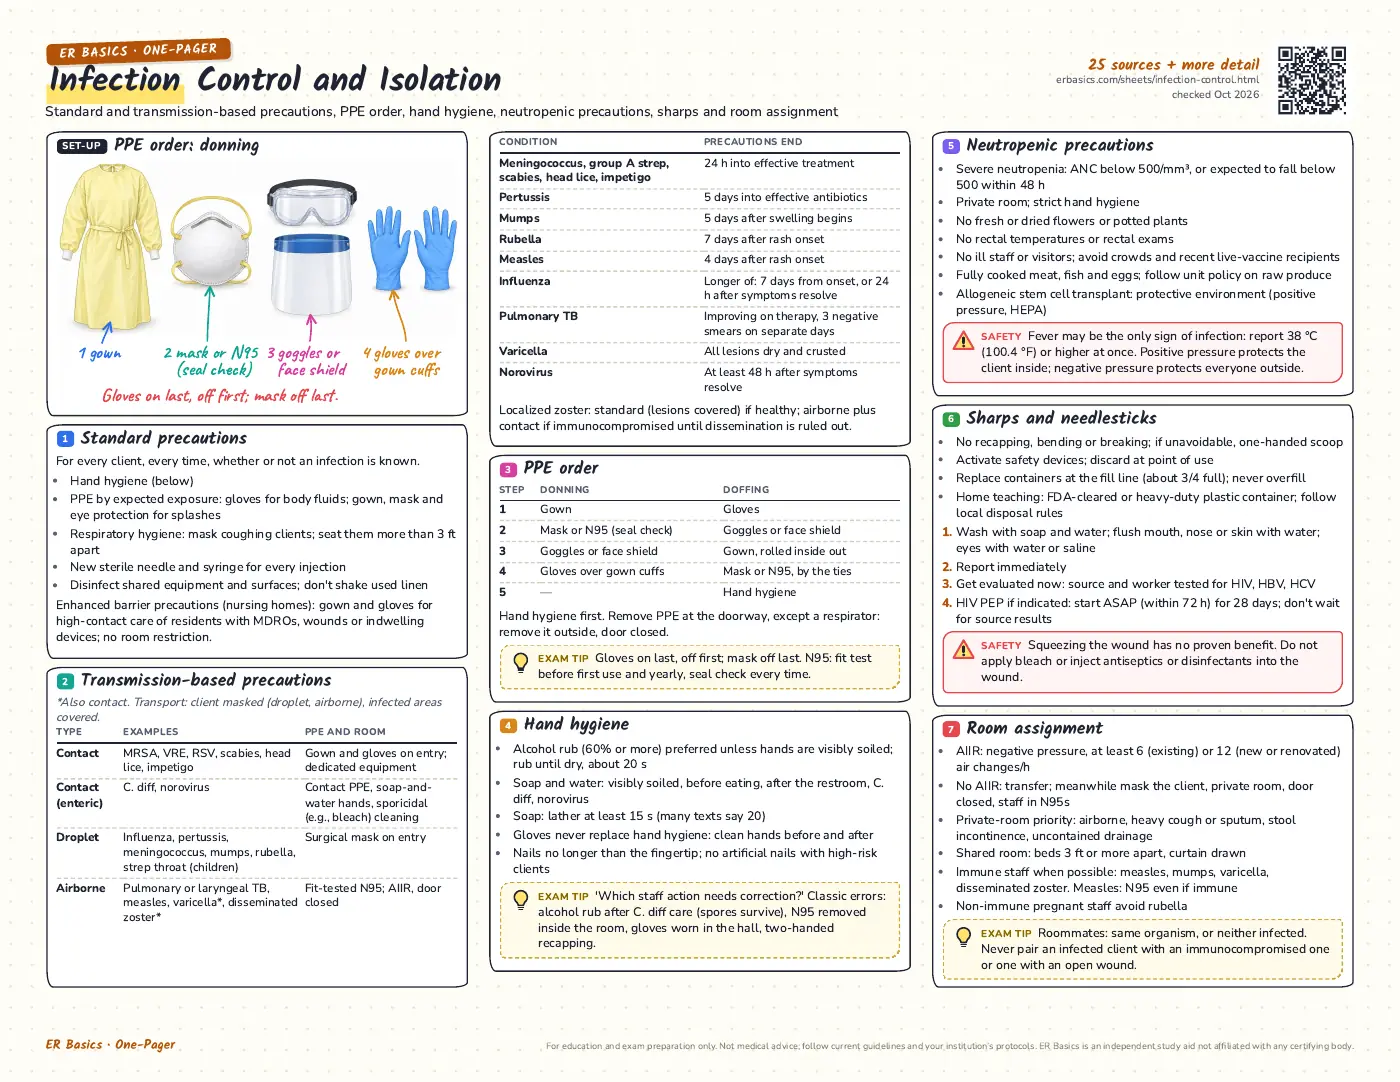 ER BASICS · ONE-PAGER
Infection Control and Isolation
Standard and transmission-based precautions, PPE order, hand hygiene, neutropenic precautions, sharps and room assignment
25 sources + more detail
erbasics.com/sheets/infection-control.html
checked Oct 2026
SET-UP PPE order: donning
1 gown
2 mask or N95
(seal check)
3 goggles or
face shield
4 gloves over
gown cuffs
Gloves on last, off first; mask off last.
1 Standard precautions
For every client, every time, whether or not an infection is known.
• Hand hygiene (below)
• PPE by expected exposure: gloves for body fluids; gown, mask and
eye protection for splashes
• Respiratory hygiene: mask coughing clients; seat them more than 3 ft
apart
• New sterile needle and syringe for every injection
• Disinfect shared equipment and surfaces; don't shake used linen
Enhanced barrier precautions (nursing homes): gown and gloves for
high-contact care of residents with MDROs, wounds or indwelling
devices; no room restriction.
2 Transmission-based precautions
*Also contact. Transport: client masked (droplet, airborne), infected areas
covered.
TYPE EXAMPLES PPE AND ROOM
Contact MRSA, VRE, RSV, scabies, head Gown and gloves on entry;
lice, impetigo dedicated equipment
Contact C. diff, norovirus Contact PPE, soap-and-
(enteric) water hands, sporicidal
(e.g., bleach) cleaning
Droplet Influenza, pertussis, Surgical mask on entry
meningococcus, mumps, rubella,
strep throat (children)
Airborne Pulmonary or laryngeal TB, Fit-tested N95; AIIR, door
measles, varicella*, disseminated closed
zoster*
CONDITION PRECAUTIONS END
Meningococcus, group A strep, 24 h into effective treatment
scabies, head lice, impetigo
Pertussis 5 days into effective antibiotics
Mumps 5 days after swelling begins
Rubella 7 days after rash onset
Measles 4 days after rash onset
Influenza Longer of: 7 days from onset, or 24
h after symptoms resolve
Pulmonary TB Improving on therapy, 3 negative
smears on separate days
Varicella All lesions dry and crusted
Norovirus At least 48 h after symptoms
resolve
Localized zoster: standard (lesions covered) if healthy; airborne plus
contact if immunocompromised until dissemination is ruled out.
3 PPE order
STEP DONNING DOFFING
1 Gown Gloves
2 Mask or N95 (seal check) Goggles or face shield
3 Goggles or face shield Gown, rolled inside out
4 Gloves over gown cuffs Mask or N95, by the ties
5 — Hand hygiene
Hand hygiene first. Remove PPE at the doorway, except a respirator:
remove it outside, door closed.
EXAM TIP Gloves on last, off first; mask off last. N95: fit test
before first use and yearly, seal check every time.
4 Hand hygiene
• Alcohol rub (60% or more) preferred unless hands are visibly soiled;
rub until dry, about 20 s
• Soap and water: visibly soiled, before eating, after the restroom, C.
diff, norovirus
• Soap: lather at least 15 s (many texts say 20)
• Gloves never replace hand hygiene: clean hands before and after
• Nails no longer than the fingertip; no artificial nails with high-risk
clients
EXAM TIP 'Which staff action needs correction?' Classic errors:
alcohol rub after C. diff care (spores survive), N95 removed
inside the room, gloves worn in the hall, two-handed
recapping.
5 Neutropenic precautions
• Severe neutropenia: ANC below 500/mm³, or expected to fall below
500 within 48 h
• Private room; strict hand hygiene
• No fresh or dried flowers or potted plants
• No rectal temperatures or rectal exams
• No ill staff or visitors; avoid crowds and recent live-vaccine recipients
• Fully cooked meat, fish and eggs; follow unit policy on raw produce
• Allogeneic stem cell transplant: protective environment (positive
pressure, HEPA)
SAFETY Fever may be the only sign of infection: report 38 °C
(100.4 °F) or higher at once. Positive pressure protects the
client inside; negative pressure protects everyone outside.
6 Sharps and needlesticks
• No recapping, bending or breaking; if unavoidable, one-handed scoop
• Activate safety devices; discard at point of use
• Replace containers at the fill line (about 3/4 full); never overfill
• Home teaching: FDA-cleared or heavy-duty plastic container; follow
local disposal rules
1. Wash with soap and water; flush mouth, nose or skin with water;
eyes with water or saline
2. Report immediately
3. Get evaluated now: source and worker tested for HIV, HBV, HCV
4. HIV PEP if indicated: start ASAP (within 72 h) for 28 days; don't wait
for source results
SAFETY Squeezing the wound has no proven benefit. Do not
apply bleach or inject antiseptics or disinfectants into the
wound.
7 Room assignment
• AIIR: negative pressure, at least 6 (existing) or 12 (new or renovated)
air changes/h
• No AIIR: transfer; meanwhile mask the client, private room, door
closed, staff in N95s
• Private-room priority: airborne, heavy cough or sputum, stool
incontinence, uncontained drainage
• Shared room: beds 3 ft or more apart, curtain drawn
• Immune staff when possible: measles, mumps, varicella,
disseminated zoster. Measles: N95 even if immune
• Non-immune pregnant staff avoid rubella
EXAM TIP Roommates: same organism, or neither infected.
Never pair an infected client with an immunocompromised one
or one with an open wound.
ER Basics · One-Pager
For education and exam preparation only. Not medical advice; follow current guidelines and your institution's protocols. ER Basics is an independent study aid not affiliated with any certifying body.